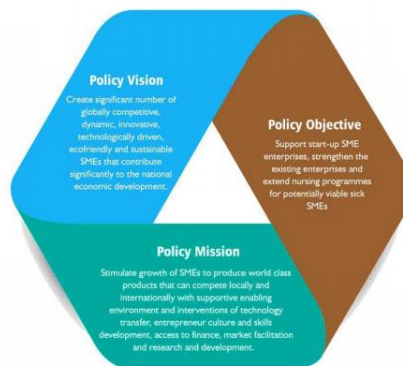 Policy Vision
Create significant number of
globally competitive,
dynamic, innovative,
technologically driven,
ecofriendly and sustainable
SMEs that contribute
significantly to the national
economic development.
Policy Objective
Support start-up SME
enterprises, strengthen the
existing enterprises and
extend nursing programmes
for potentially viable sick
SMEs
Policy Mission
Stimulate growth of SMEs to produce world class
products that can compete locally and
internationally with supportive enabling
environment and interventions of technology
transfer, entrepreneur culture and skills
development, access to finance, market facilitation
and research and development.